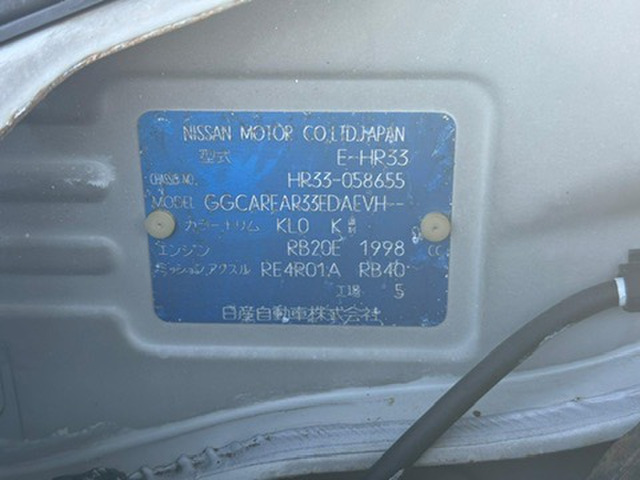 NISSAN MOTOR CO.,LTD.JAPAN
型式 E-HR33
CHASSIS NO. HR33-058655
MODEL GGCARFAR33EDAEVH--
カラートリム KL0 K
エンジン RB20E 1998 CC
ミッションアクスル RE4R01A RB40
工場 5
日産自動車株式会社